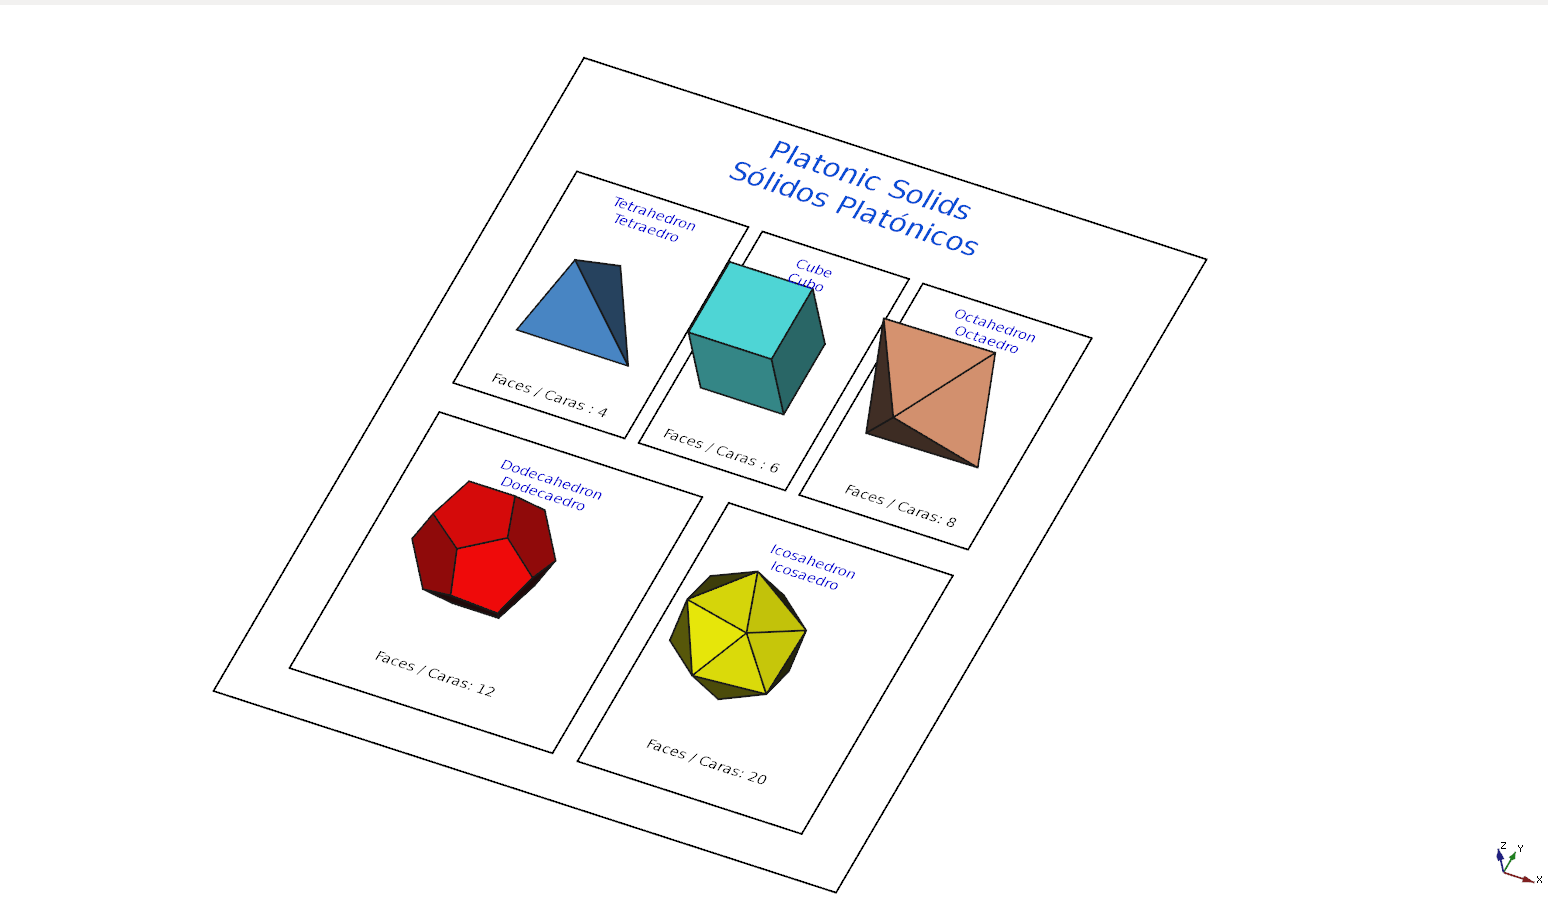 Platonic Solids
Sólidos Platónicos
Tetrahedron
Tetraedro
Faces / Caras : 4
Cube
Cubo
Faces / Caras : 6
Octahedron
Octaedro
Faces / Caras: 8
Dodecahedron
Dodecaedro
Faces / Caras: 12
Icosahedron
Icosaedro
Faces / Caras: 20
Z
Y
X